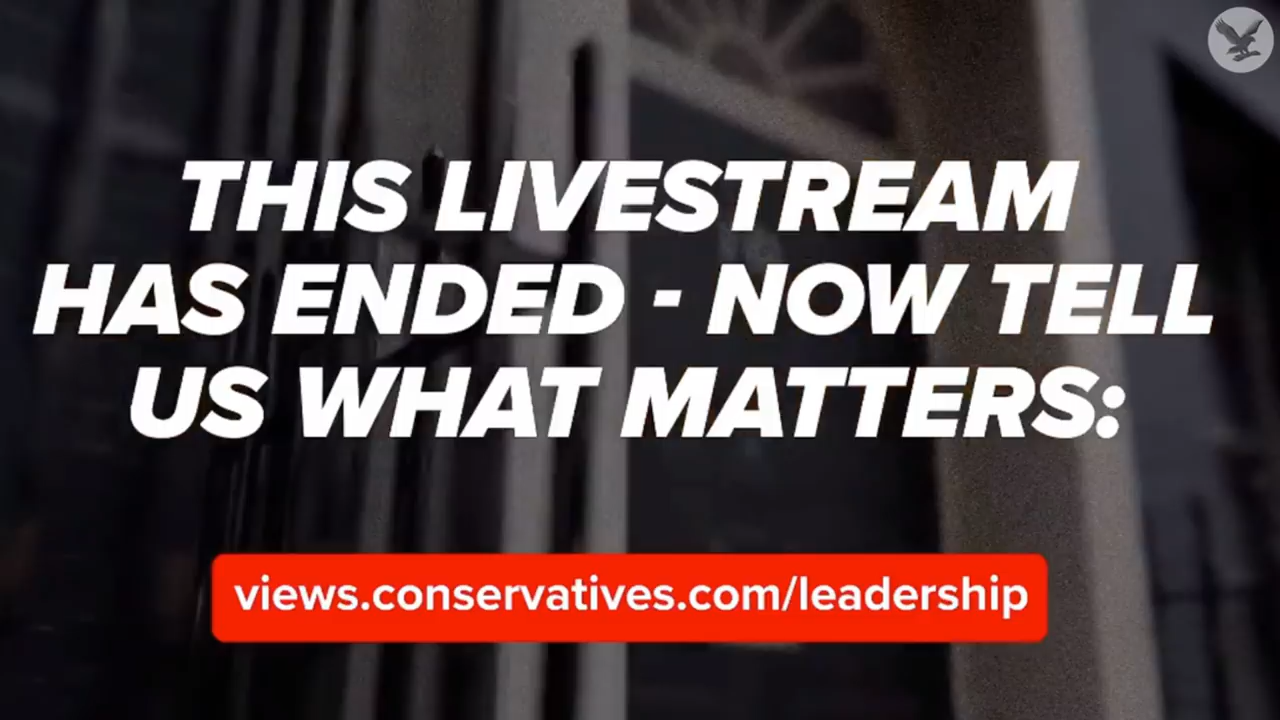 THIS LIVESTREAM
HAS ENDED - NOW TELL
US WHAT MATTERS:
views.conservatives.com/leadership